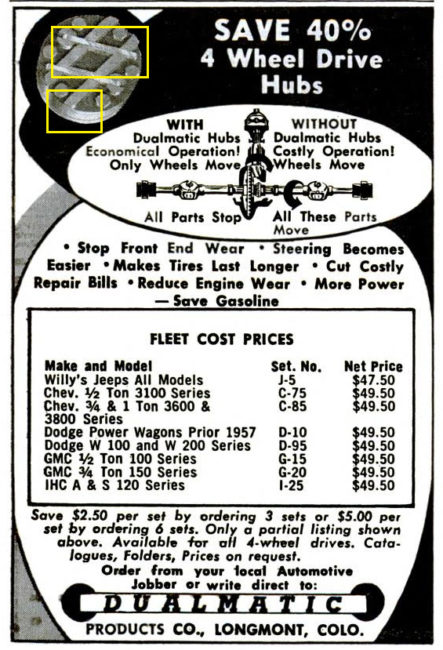 SAVE 40%
4 Wheel Drive
Hubs
WITH
Dualmatic Hubs
Economical Operation!
Only Wheels Move
WITHOUT
Dualmatic Hubs
Costly Operation!
Wheels Move
All Parts Stop
All These Parts
Move
• Stop Front End Wear • Steering Becomes
Easier • Makes Tires Last Longer • Cut Costly
Repair Bills • Reduce Engine Wear • More Power
— Save Gasoline
FLEET COST PRICES
Make and Model Set. No. Net Price
Willy's Jeeps All Models J-5 $47.50
Chev. ½ Ton 3100 Series C-75 $49.50
Chev. ¾ & 1 Ton 3600 & C-85 $49.50
3800 Series
Dodge Power Wagons Prior 1957 D-10 $49.50
Dodge W 100 and W 200 Series D-95 $49.50
GMC ½ Ton 100 Series G-15 $49.50
GMC ¾ Ton 150 Series G-20 $49.50
IHC A & S 120 Series I-25 $49.50
Save $2.50 per set by ordering 3 sets or $5.00 per
set by ordering 6 sets. Only a partial listing shown
above. Available for all 4-wheel drives. Cata-
logues, Folders, Prices on request.
Order from your local Automotive
Jobber or write direct to:
DUALMATIC
PRODUCTS CO., LONGMONT, COLO.